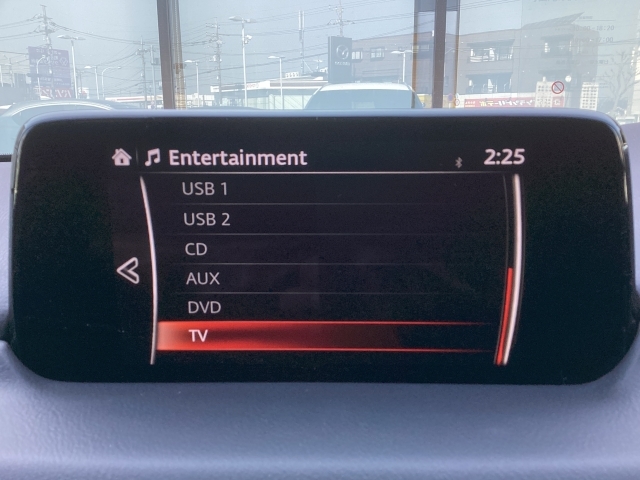 Entertainment
2:25
USB 1
USB 2
CD
AUX
DVD
TV